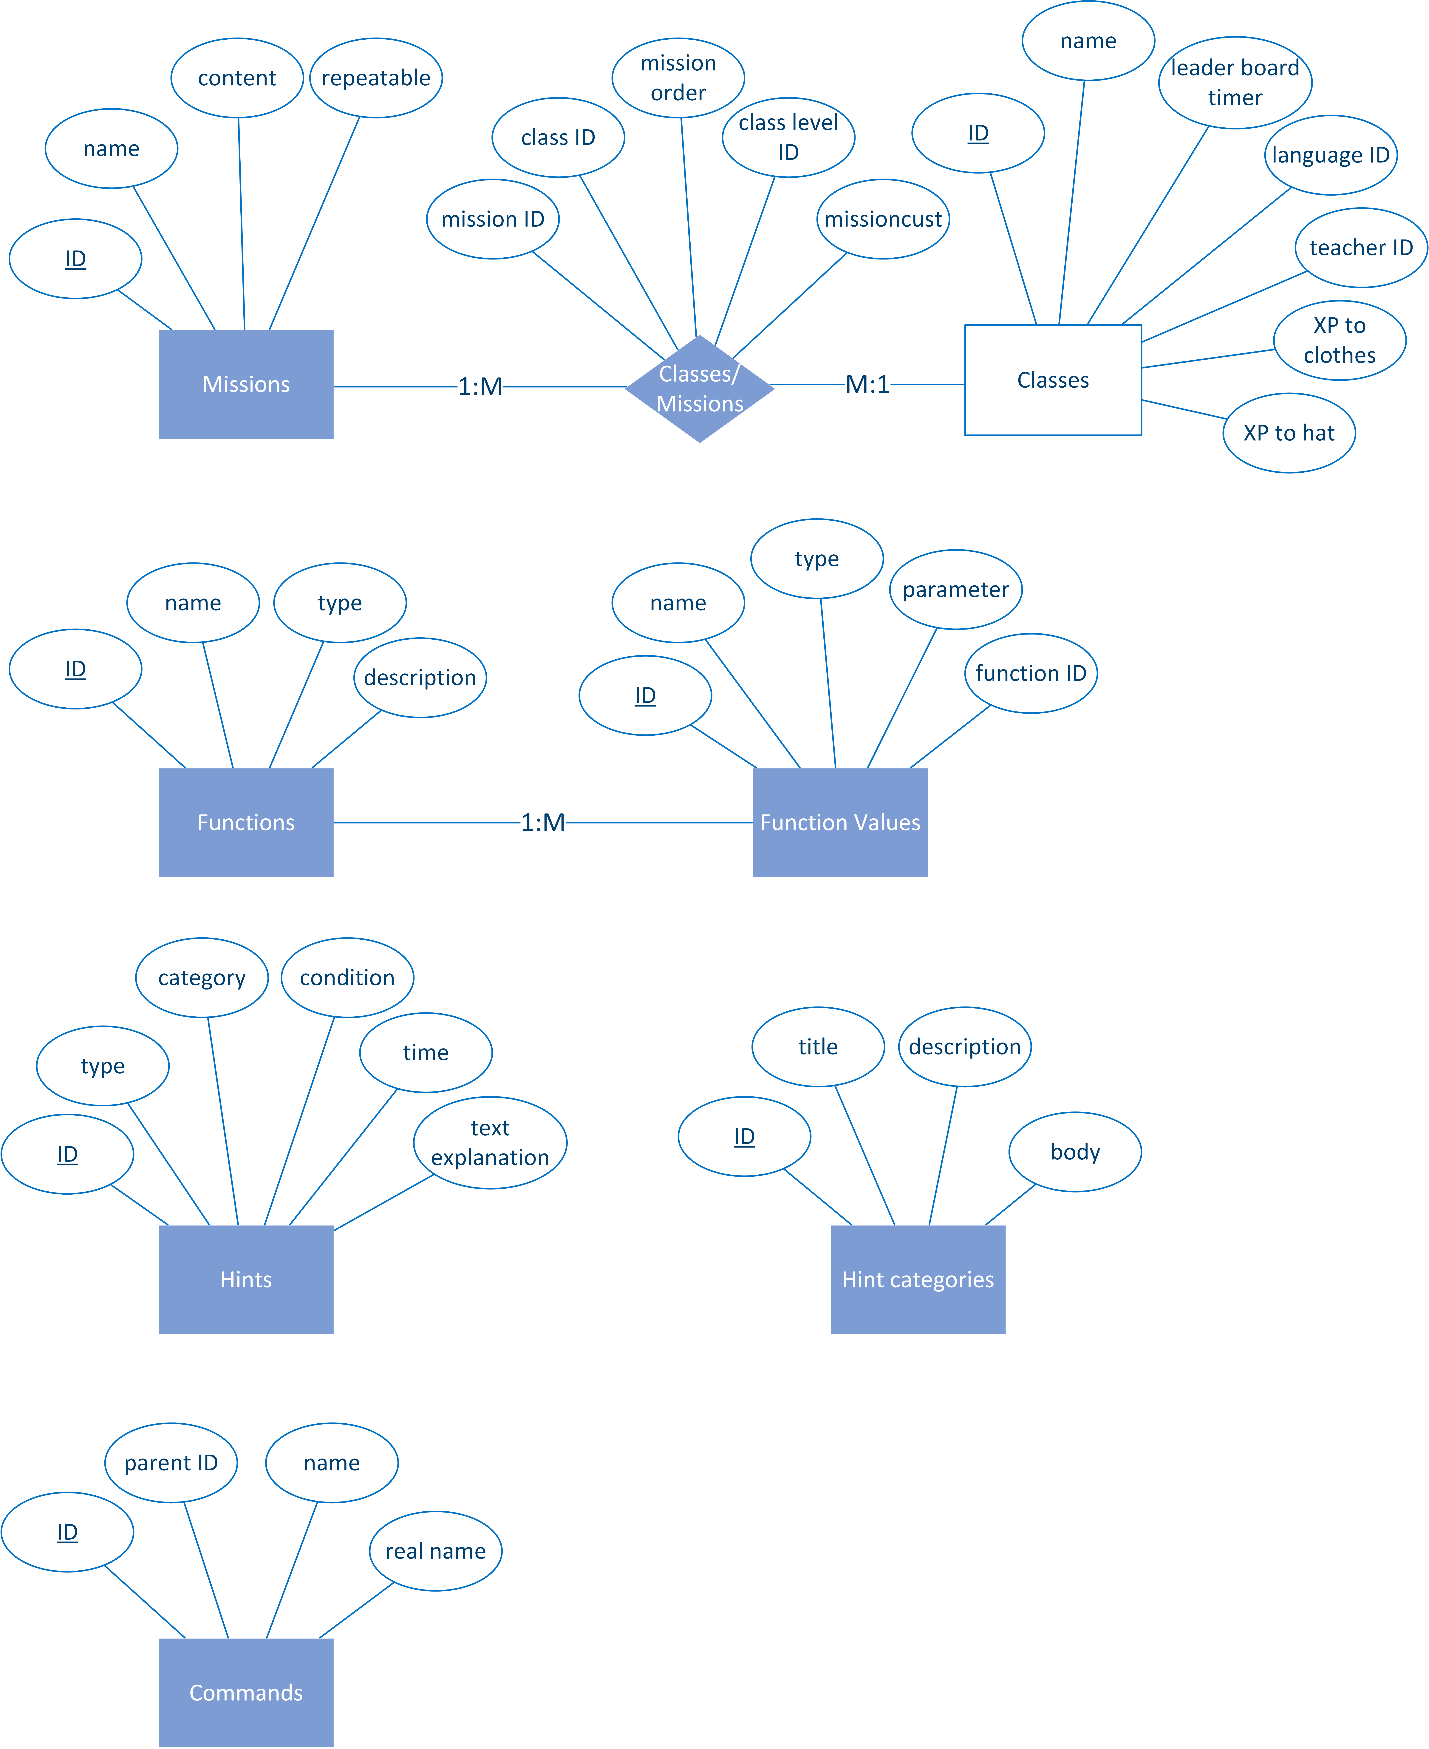 content
repeatable
name
ID
mission
order
class ID
class level
ID
mission ID
missioncust
name
leader board
timer
ID
language ID
teacher ID
XP to
clothes
XP to hat
Missions
1:M
Classes/
Missions
M:1
Classes
name
type
ID
description
type
name
parameter
ID
function ID
Functions
1:M
Function Values
category
condition
type
time
ID
text
explanation
title
description
ID
body
Hints
Hint categories
parent ID
name
ID
real name
Commands